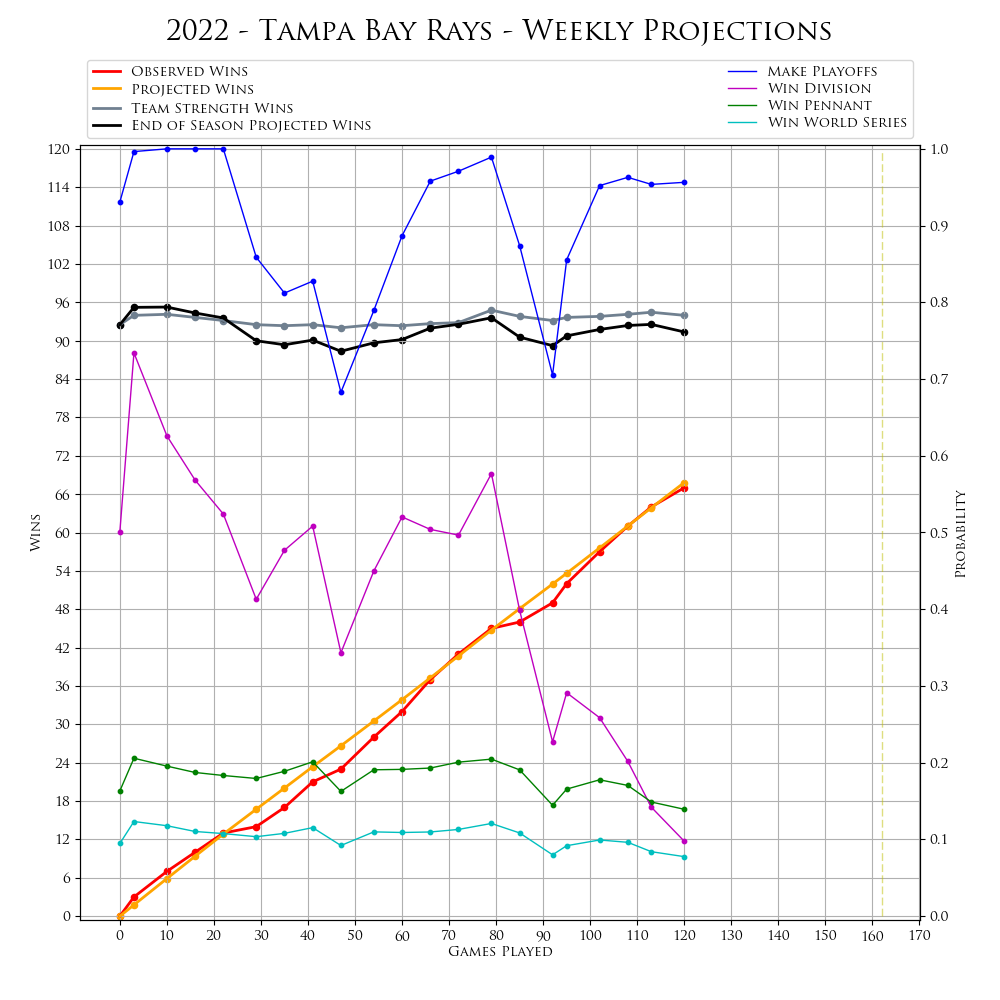 2022 - Tampa Bay Rays - Weekly Projections
Observed Wins
Projected Wins
Team Strength Wins
End of Season Projected Wins
Make Playoffs
Win Division
Win Pennant
Win World Series
120
114
108
102
96
90
84
78
72
66
60
54
48
42
36
30
24
18
12
6
0
Wins
1.0
0.9
0.8
0.7
0.6
0.5
0.4
0.3
0.2
0.1
0.0
Probability
0 10 20 30 40 50 60 70 80 90 100 110 120 130 140 150 160 170
Games Played